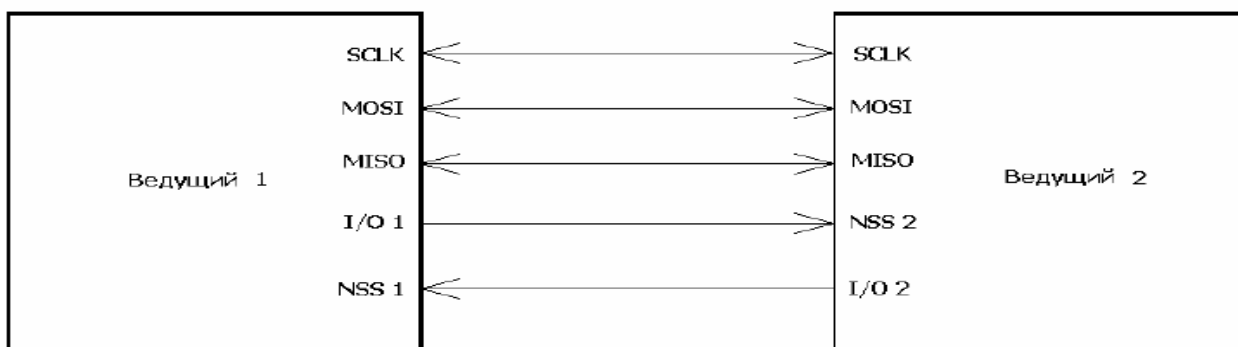 SCLK SCLK
MOSI MOSI
MISO MISO
Ведущий 1 Ведущий 2
I/O 1 NSS 2
NSS 1 I/O 2